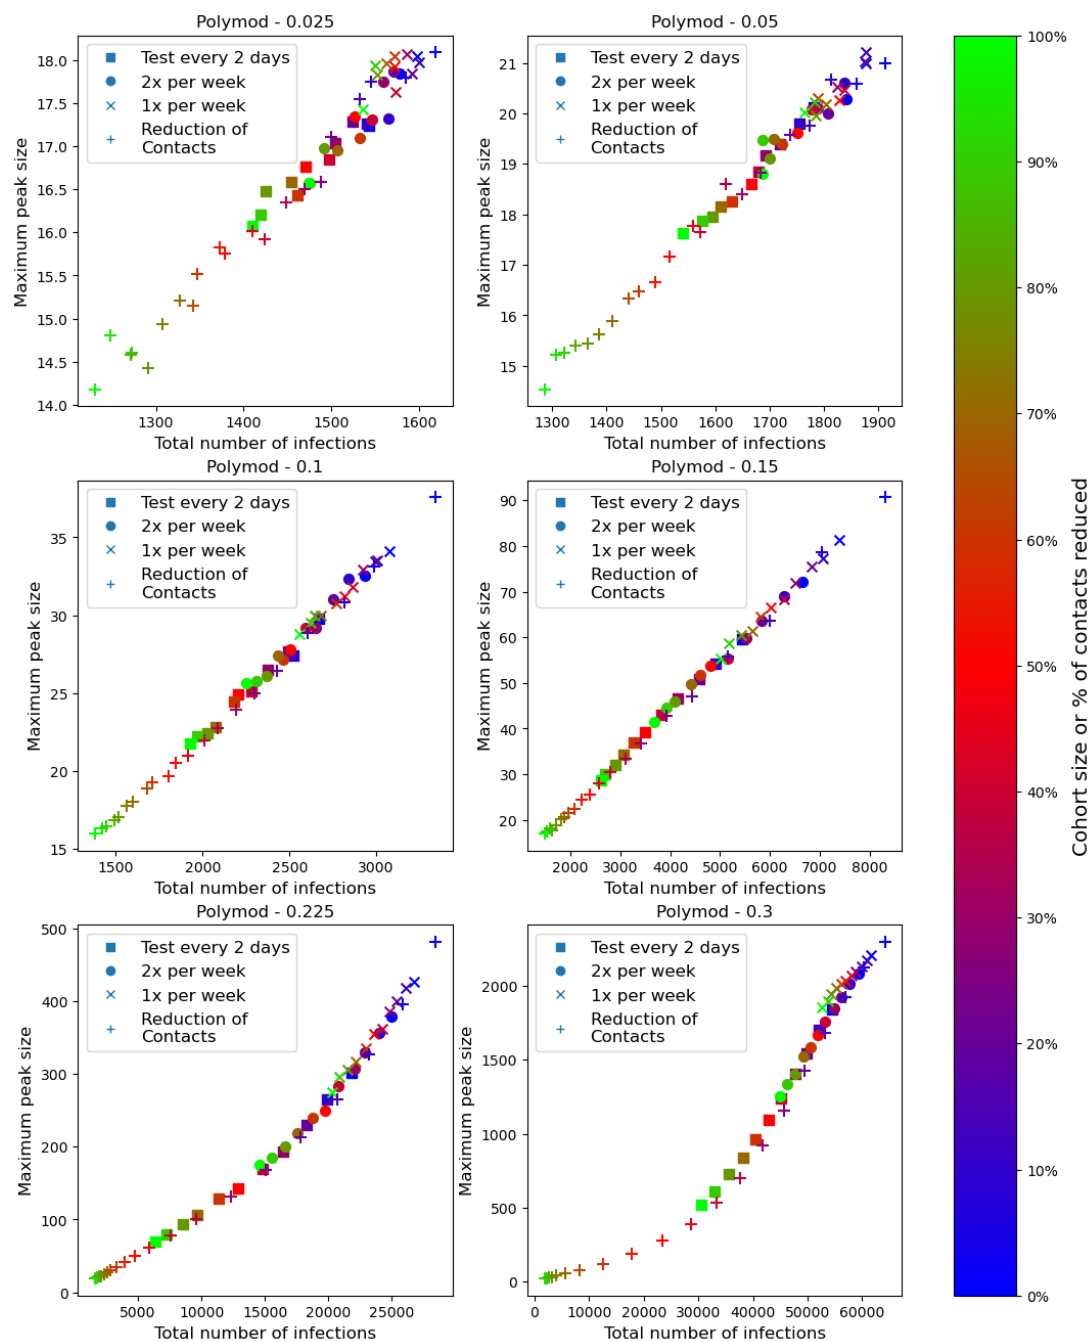 Polymod - 0.025
Maximum peak size
18.0
17.5
17.0
16.5
16.0
15.5
15.0
14.5
14.0
Test every 2 days
2x per week
1x per week
Reduction of
Contacts
1300 1400 1500 1600
Total number of infections
Polymod - 0.05
Maximum peak size
21
20
19
18
17
16
15
Test every 2 days
2x per week
1x per week
Reduction of
Contacts
1300 1400 1500 1600 1700 1800 1900
Total number of infections
Polymod - 0.1
Maximum peak size
35
30
25
20
15
Test every 2 days
2x per week
1x per week
Reduction of
Contacts
1500 2000 2500 3000
Total number of infections
Polymod - 0.15
Maximum peak size
90
80
70
60
50
40
30
20
Test every 2 days
2x per week
1x per week
Reduction of
Contacts
2000 3000 4000 5000 6000 7000 8000
Total number of infections
Polymod - 0.225
Maximum peak size
500
400
300
200
100
0
Test every 2 days
2x per week
1x per week
Reduction of
Contacts
5000 10000 15000 20000 25000
Total number of infections
Polymod - 0.3
Maximum peak size
2000
1500
1000
500
0
Test every 2 days
2x per week
1x per week
Reduction of
Contacts
0 10000 20000 30000 40000 50000 60000
Total number of infections
100%
90%
80%
70%
60%
50%
40%
30%
20%
10%
0%
Cohort size or % of contacts reduced